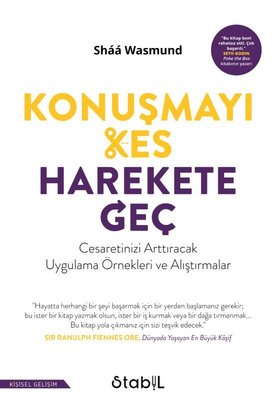 Sháá Wasmund
"Bu kitap beni
rahatsız etti. Çok
başarılı."
SETH GODIN
Poke the Box
kitabının yazarı
KONUŞMAYI
KES
HAREKETE
GEÇ
Cesaretinizi Arttıracak
Uygulama Örnekleri ve Alıştırmalar
"Hayatta herhangi bir şeyi başarmak için bir yerden başlamanız gerekir;
bu ister bir kitap yazmak olsun, ister bir iş kurmak veya bir dağa tırmanmak...
Bu kitap yola çıkmanız için sizi teşvik edecek."
SIR RANULPH FIENNES OBE, Dünyada Yaşayan En Büyük Kâşif
KİŞİSEL GELİŞİM
StabiL